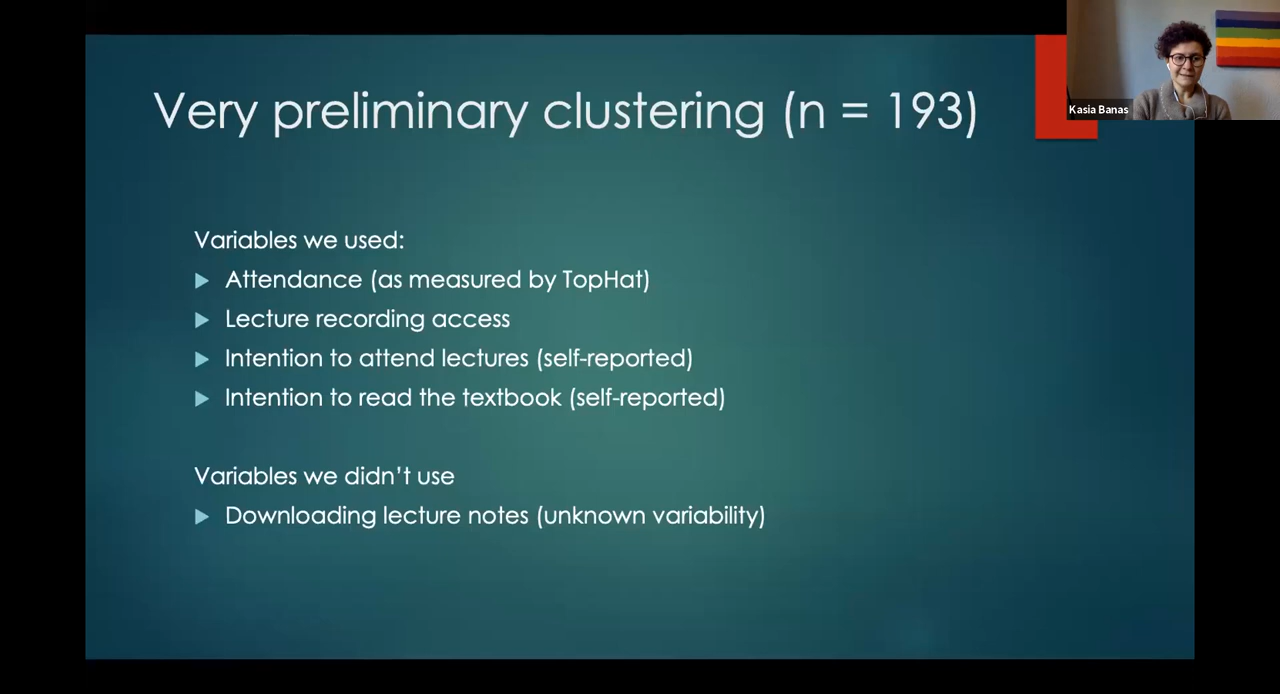 Very preliminary clustering (n = 193)
Kasia Banas
Variables we used:
Attendance (as measured by TopHat)
Lecture recording access
Intention to attend lectures (self-reported)
Intention to read the textbook (self-reported)
Variables we didn't use
Downloading lecture notes (unknown variability)